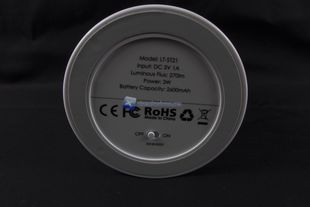 Model: LT-ST21
Input: DC 5V 1A
Luminous Flux: 270lm
Power: 3W
Battery Capacity: 2600mAh
CE FC RoHS
Made in China
OFF ON